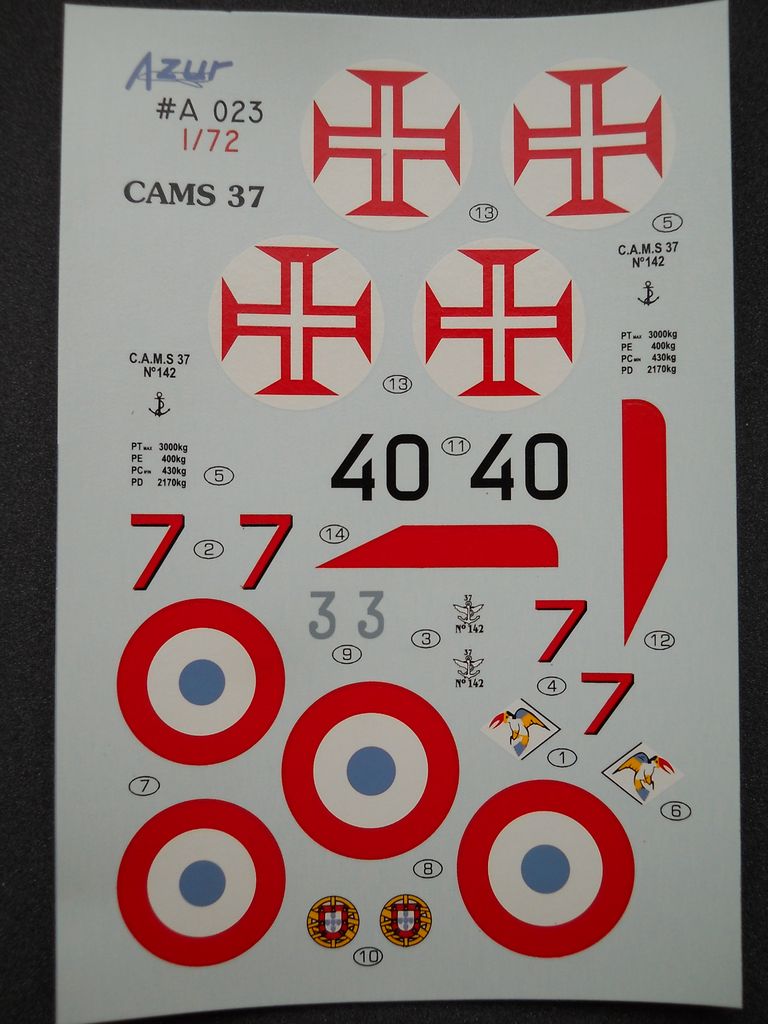 Azur
#A 023
1/72
CAMS 37
13
5
C.A.M.S 37
N°142
PT MAX 3000kg
PE 400kg
PC MIN 430kg
PD 2170kg
13
C.A.M.S 37
N°142
PT MAX 3000kg
PE 400kg
PC MIN 430kg
PD 2170kg
5
40 11 40
7 2 7
14
3 3
9
3
37
N° 142
37
N° 142
7
12
4
7
1
7
6
8
10